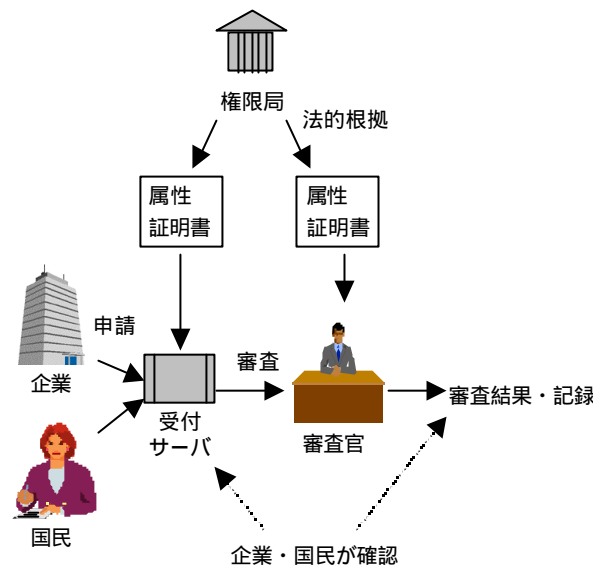 権限局
法的根拠
属性
証明書
属性
証明書
申請
企業
審査
受付
サーバ
審査官
審査結果・記録
国民
企業・国民が確認